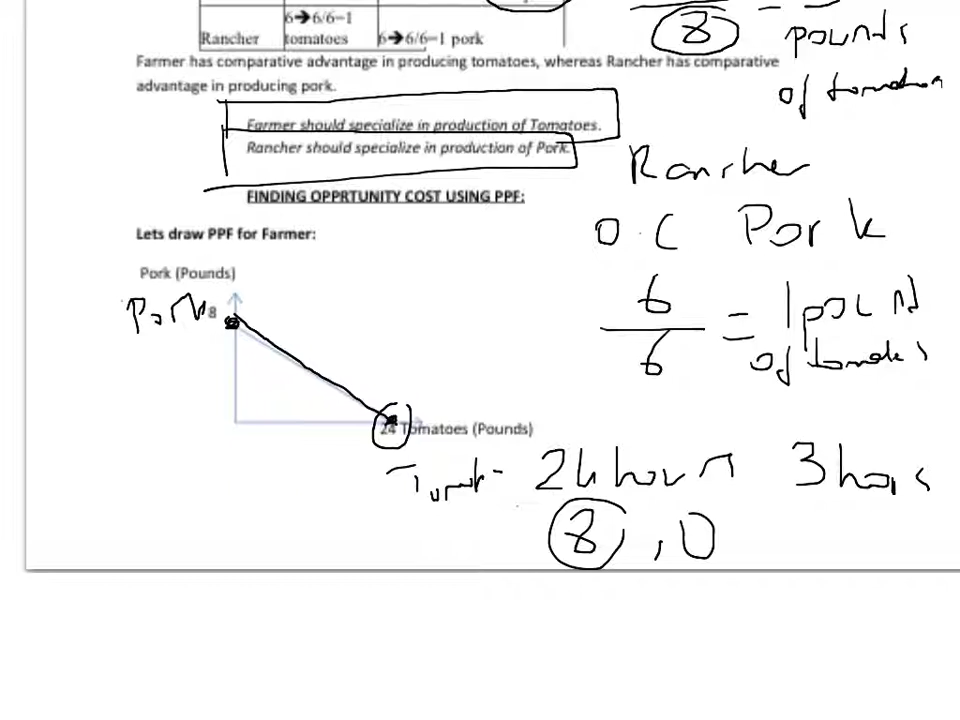 6➔6/6=1
Rancher tomatoes 6➔6/6=1 pork
8 pounds
of
Farmer has comparative advantage in producing tomatoes, whereas Rancher has comparative
advantage in producing pork.
Farmer should specialize in production of Tomatoes.
Rancher should specialize in production of Pork.
Rancher
FINDING OPPRTUNITY COST USING PPF:
O.C Pork
Lets draw PPF for Farmer:
Pork (Pounds)
Pork 8
6
6
= 1 pound
of
24 Tomatoes (Pounds)
24 hours 3 hours
8, 0